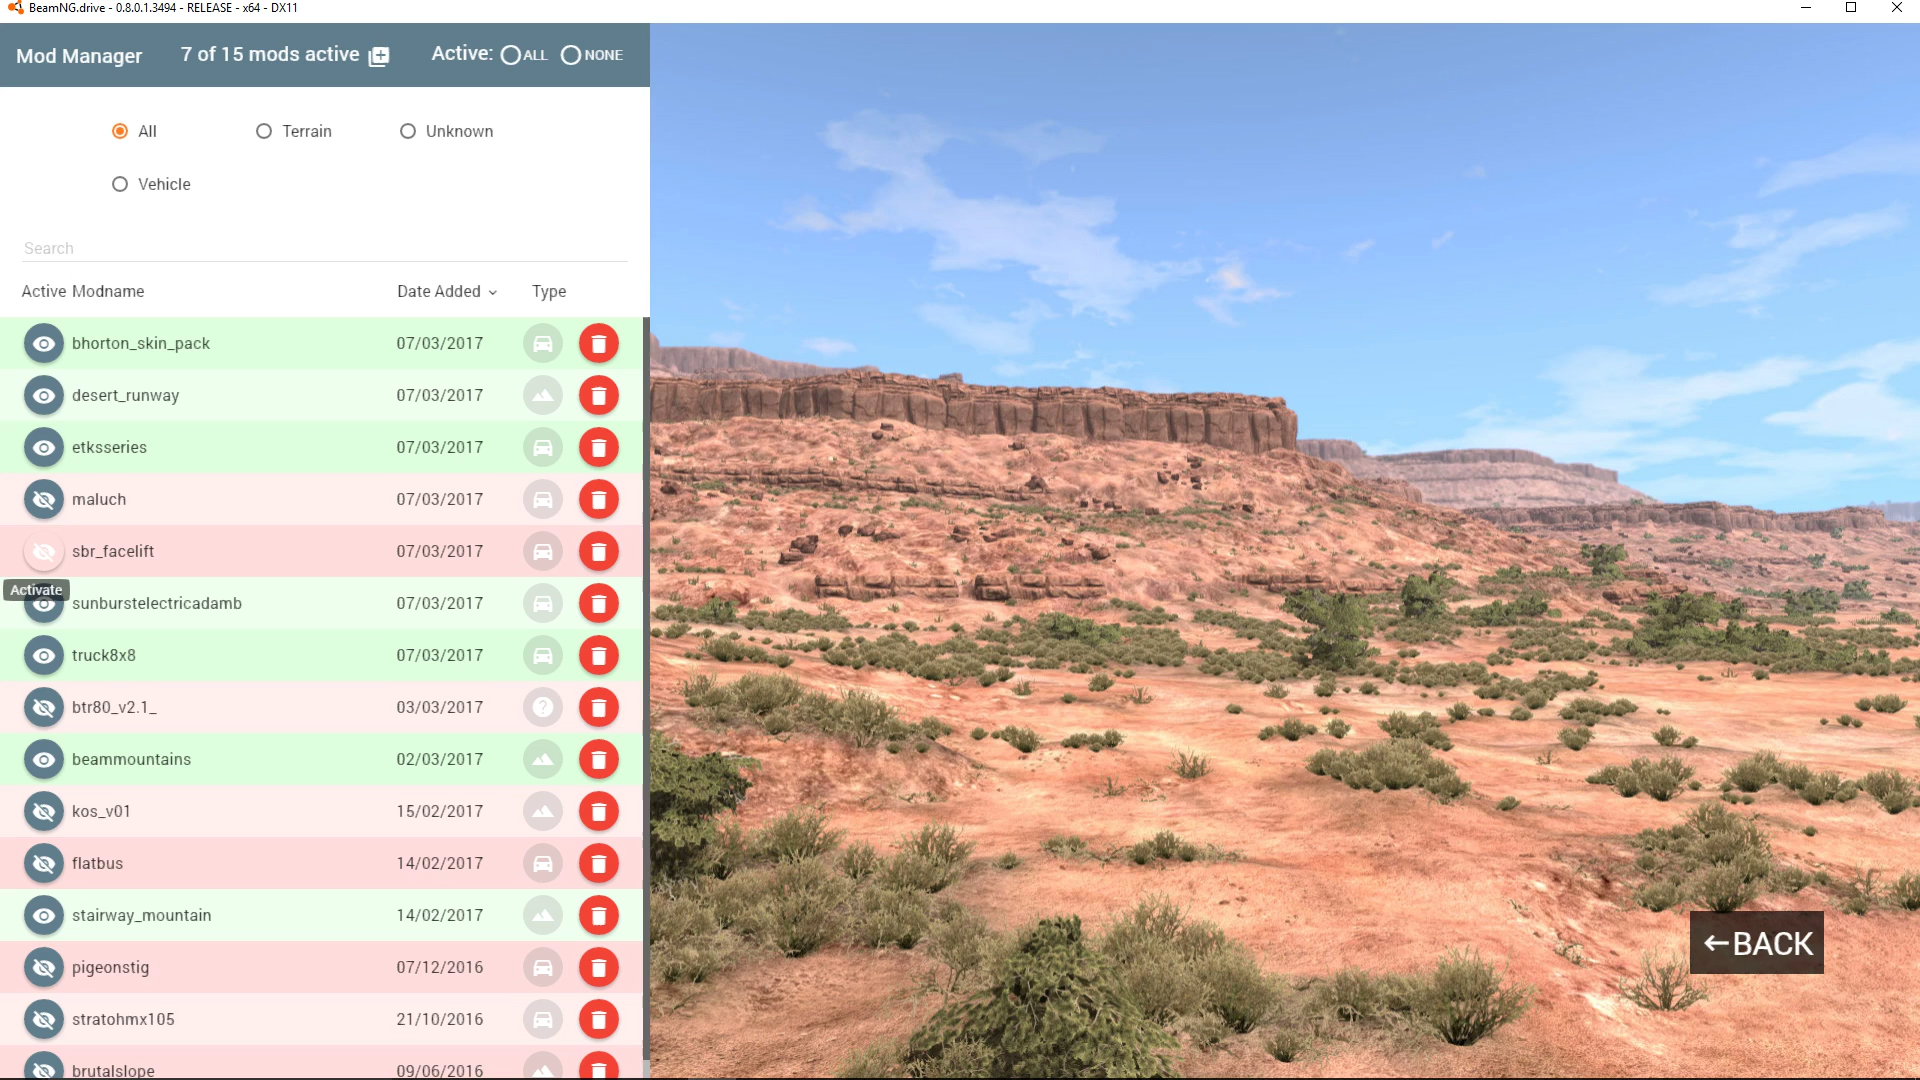 BeamNG.drive - 0.8.0.1.3494 - RELEASE - x64 - DX11
Mod Manager 7 of 15 mods active Active: ALL NONE
All Terrain Unknown
Vehicle
Search
Active Modname Date Added Type
bhorton_skin_pack 07/03/2017
desert_runway 07/03/2017
etksseries 07/03/2017
maluch 07/03/2017
sbr_facelift 07/03/2017
Activate
sunburstelectricadamb 07/03/2017
truck8x8 07/03/2017
btr80_v2.1_ 03/03/2017
beammountains 02/03/2017
kos_v01 15/02/2017
flatbus 14/02/2017
stairway_mountain 14/02/2017
pigeonstig 07/12/2016
stratohmx105 21/10/2016
brutalslope 09/06/2016
←BACK